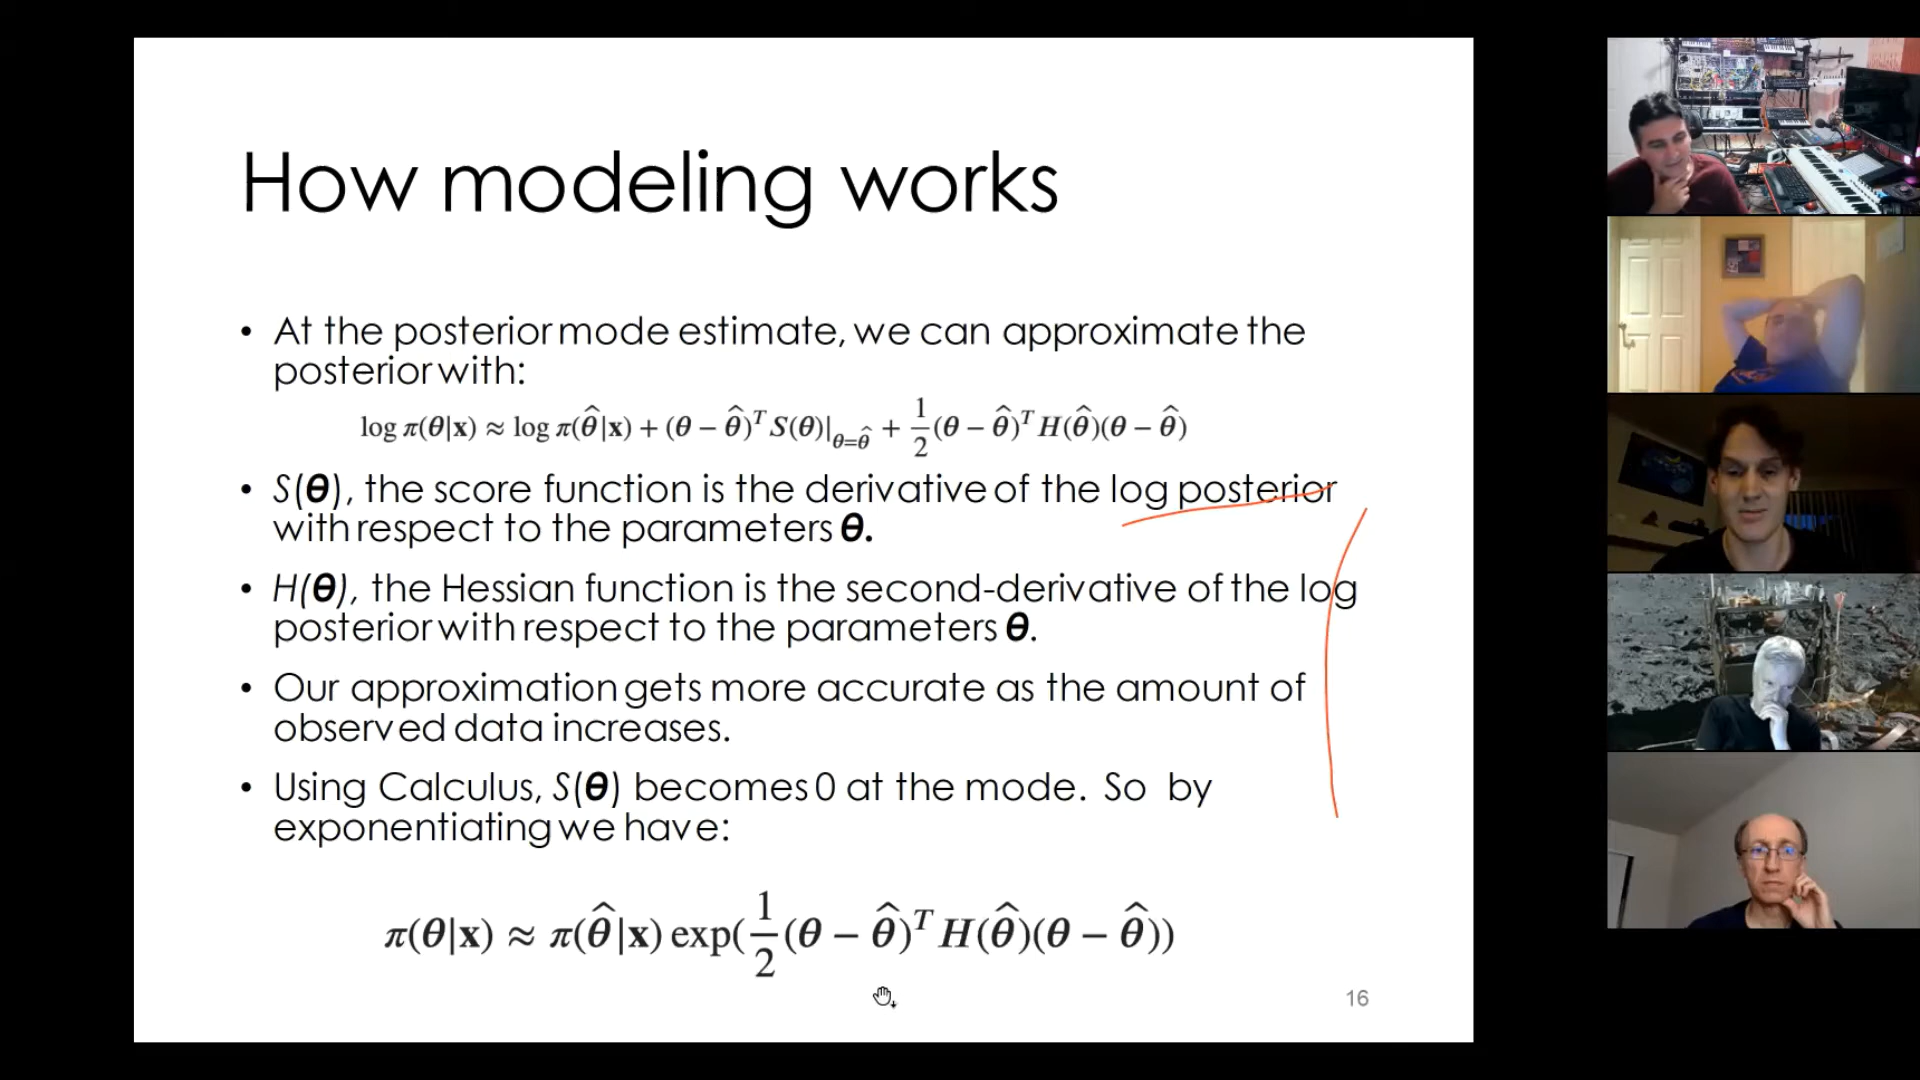 How modeling works
• At the posterior mode estimate, we can approximate the
posterior with:
log π(θ|x) ≈ log π(θ̂|x) + (θ − θ̂)ᵀ S(θ)|_{θ=θ̂} + 1/2 (θ − θ̂)ᵀ H(θ̂)(θ − θ̂)
• S(θ), the score function is the derivative of the log posterior
with respect to the parameters θ.
• H(θ), the Hessian function is the second-derivative of the log
posterior with respect to the parameters θ.
• Our approximation gets more accurate as the amount of
observed data increases.
• Using Calculus, S(θ) becomes 0 at the mode. So by
exponentiating we have:
π(θ|x) ≈ π(θ̂|x) exp(1/2 (θ − θ̂)ᵀ H(θ̂)(θ − θ̂))
16